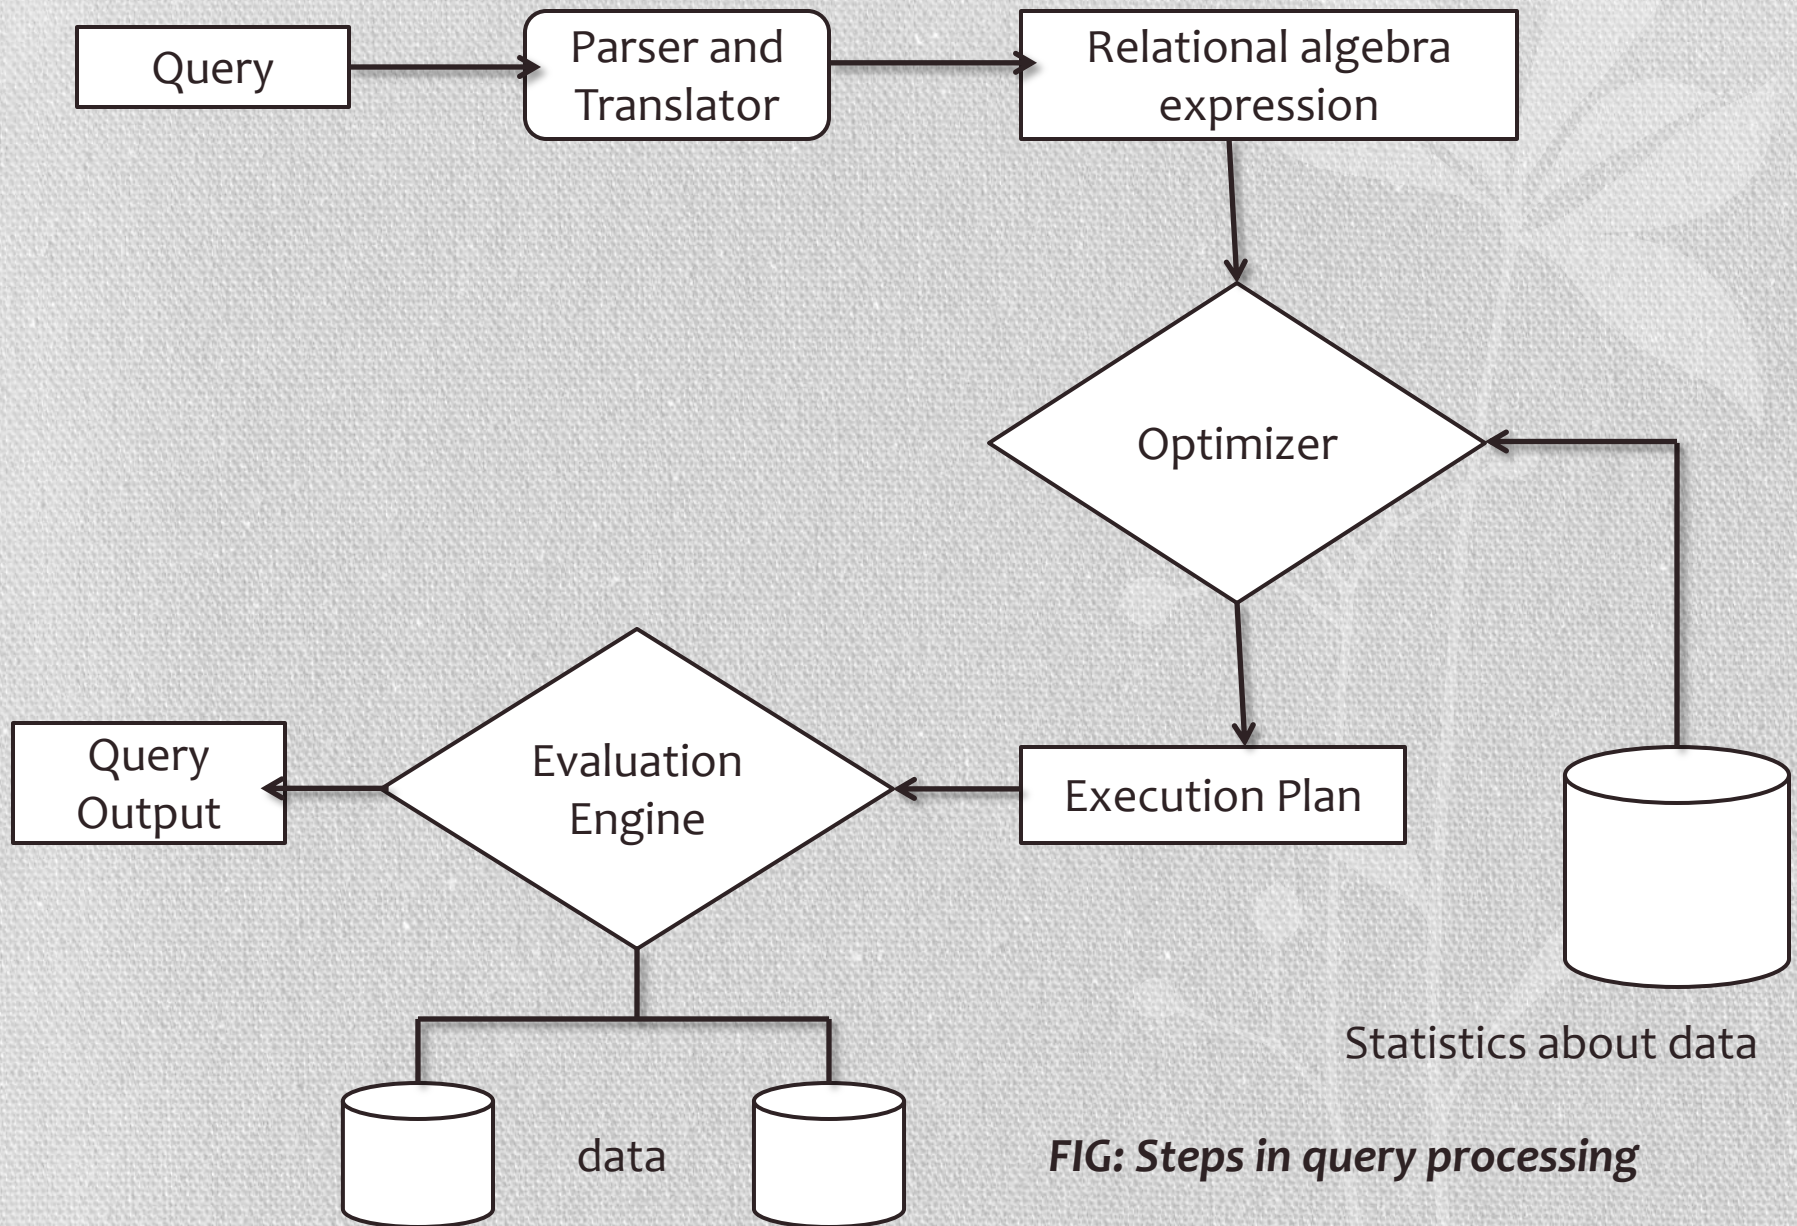 Query
Parser and
Translator
Relational algebra
expression
Optimizer
Query
Output
Evaluation
Engine
Execution Plan
Statistics about data
data
FIG: Steps in query processing